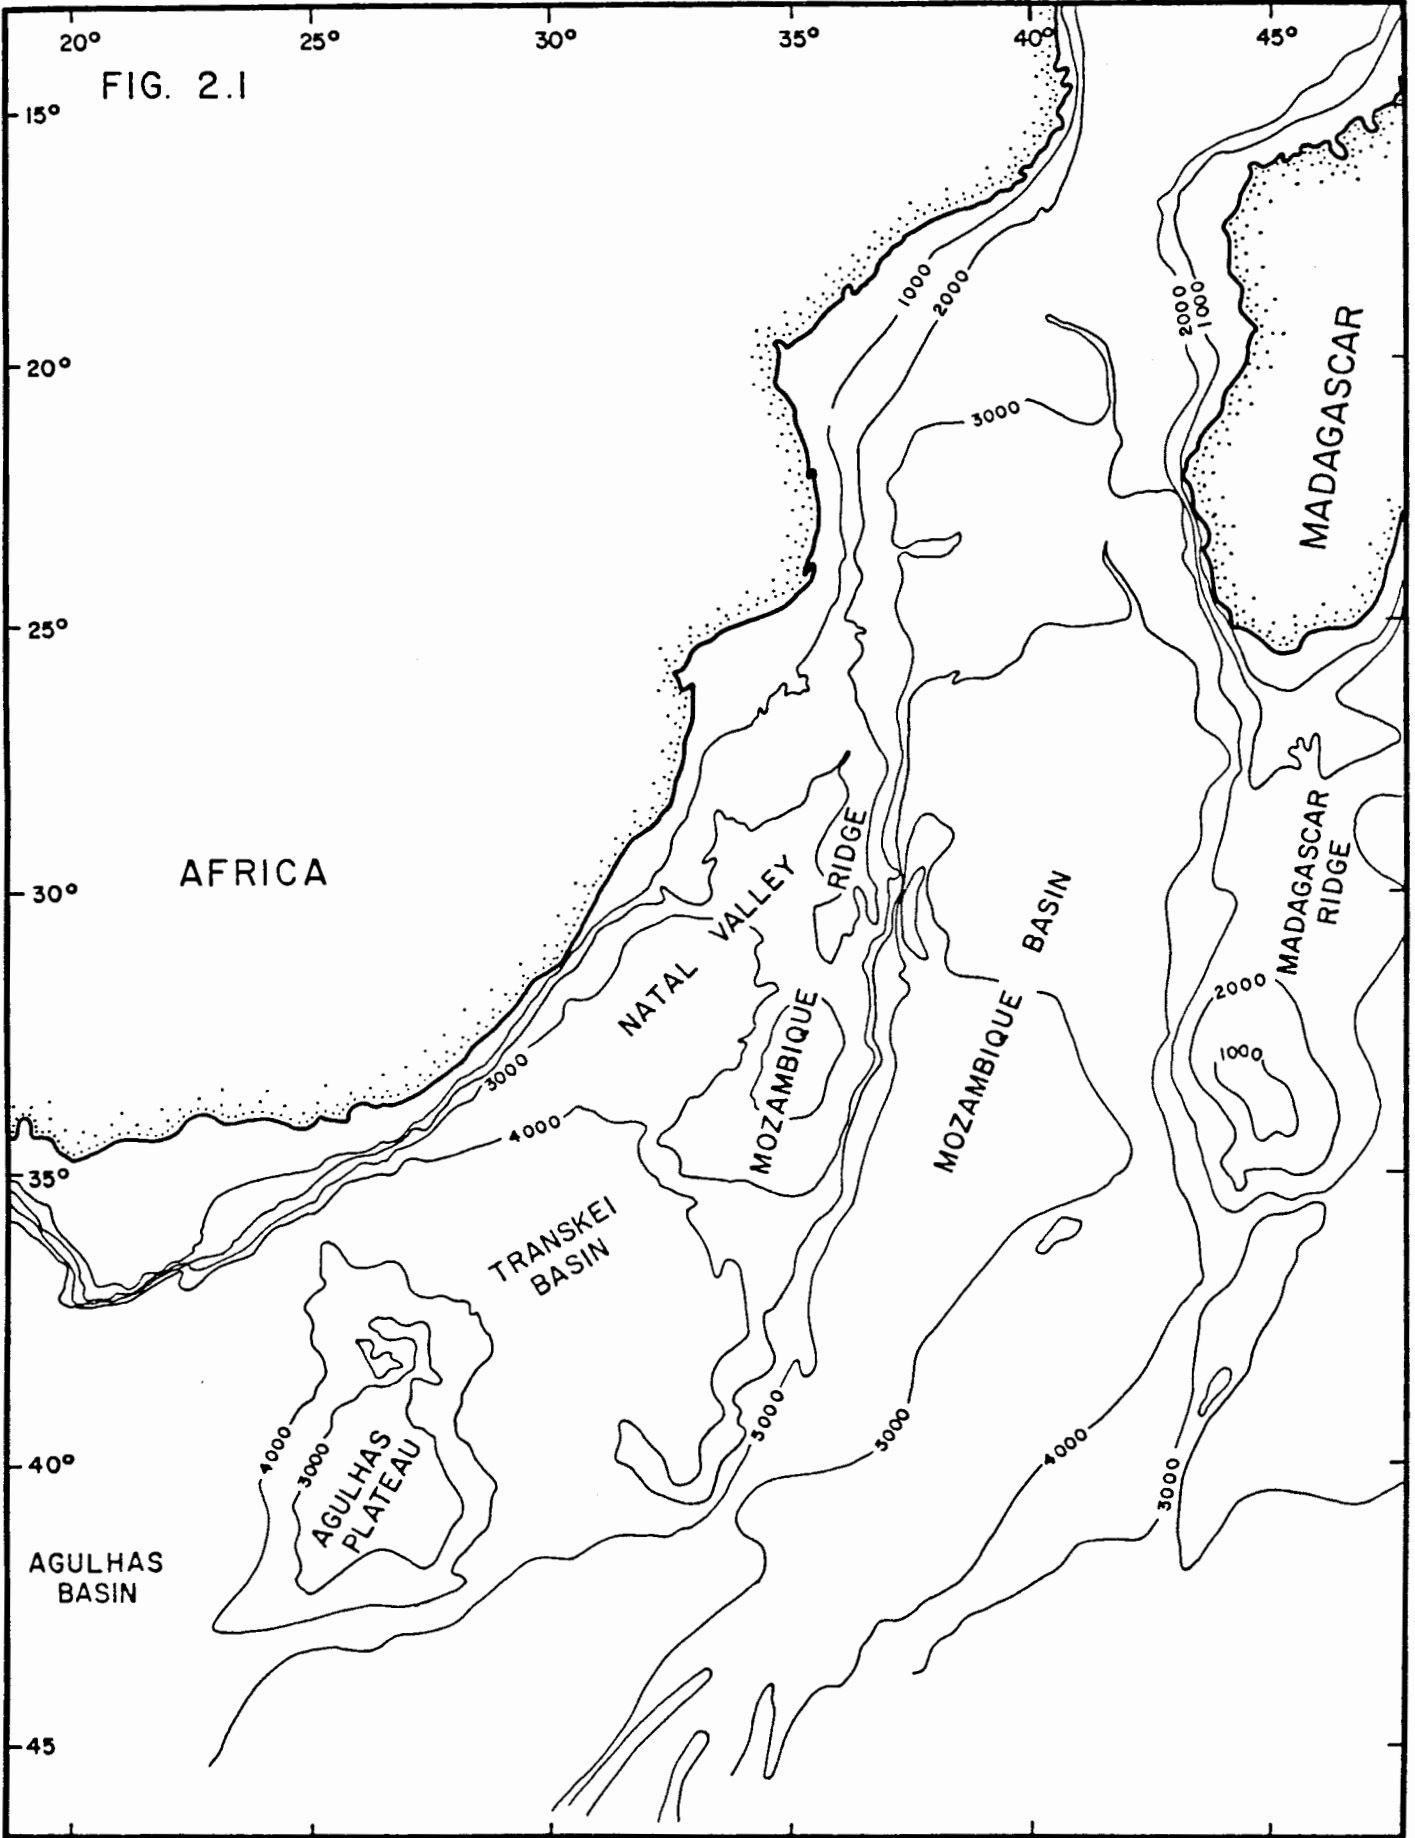 20° 25° 30° 35° 40° 45°
FIG. 2.1
15°
1000
2000
2000
1000
MADAGASCAR
20°
3000
25°
AFRICA
30°
NATAL VALLEY
MOZAMBIQUE RIDGE
MOZAMBIQUE BASIN
MADAGASCAR
RIDGE
2000
1000
3000
4000
35°
TRANSKEI
BASIN
4000
3000
AGULHAS
PLATEAU
5000
5000
4000
3000
40°
AGULHAS
BASIN
45